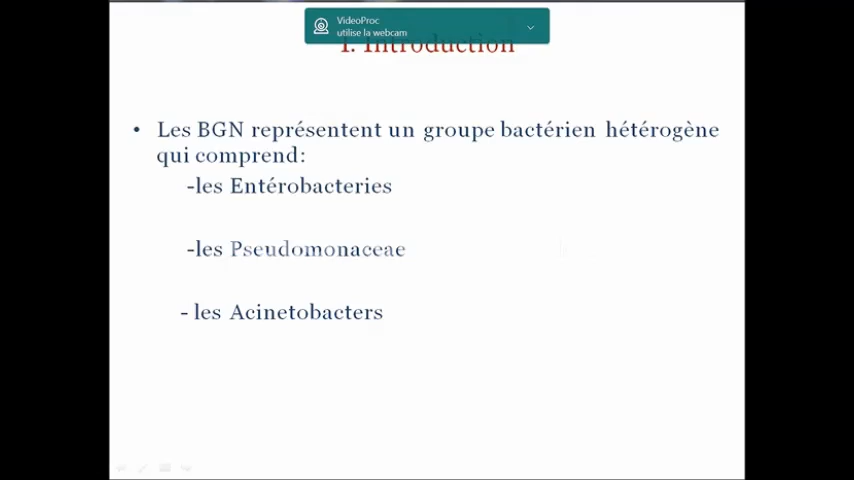 VideoProc
utilise la webcam
I. Introduction
• Les BGN représentent un groupe bactérien hétérogène
qui comprend:
-les Entérobacteries
-les Pseudomonaceae
- les Acinetobacters